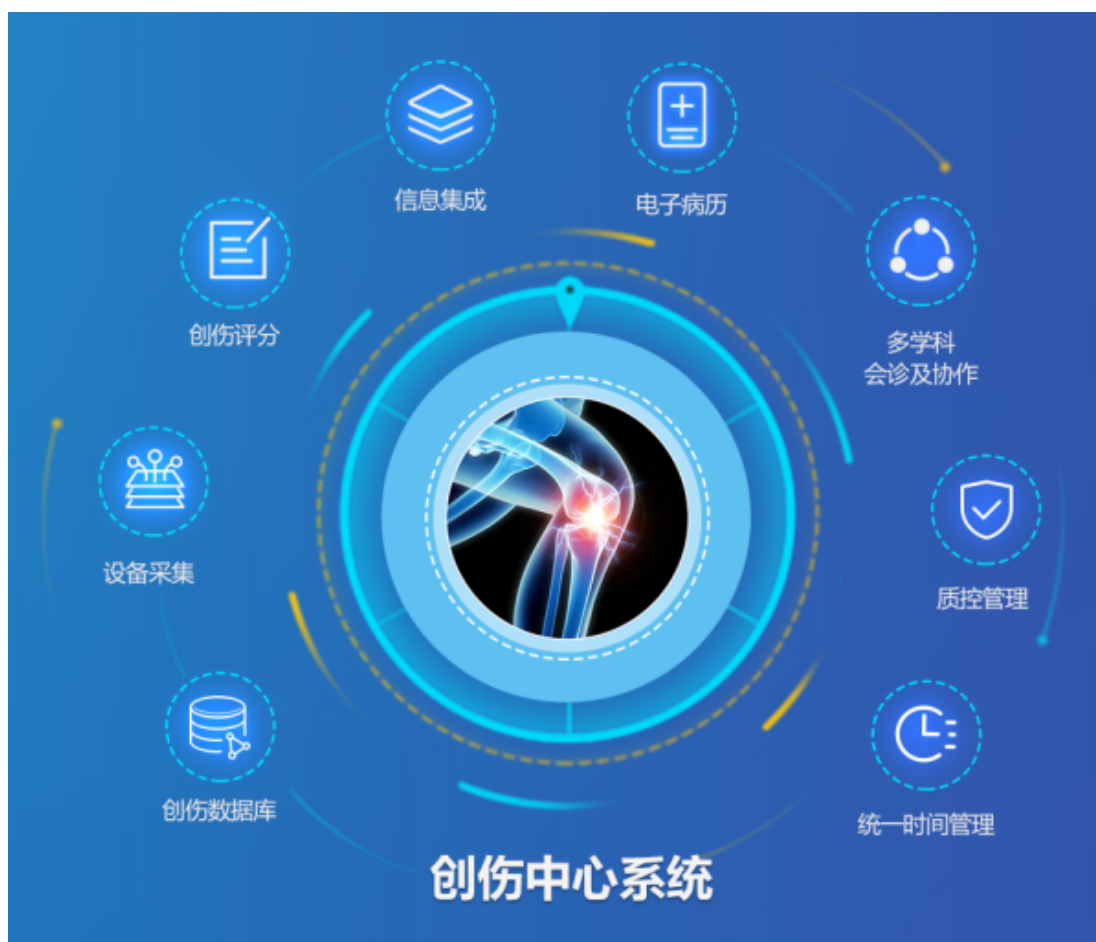 信息集成
电子病历
创伤评分
多学科
会诊及协作
设备采集
质控管理
创伤数据库
统一时间管理
创伤中心系统